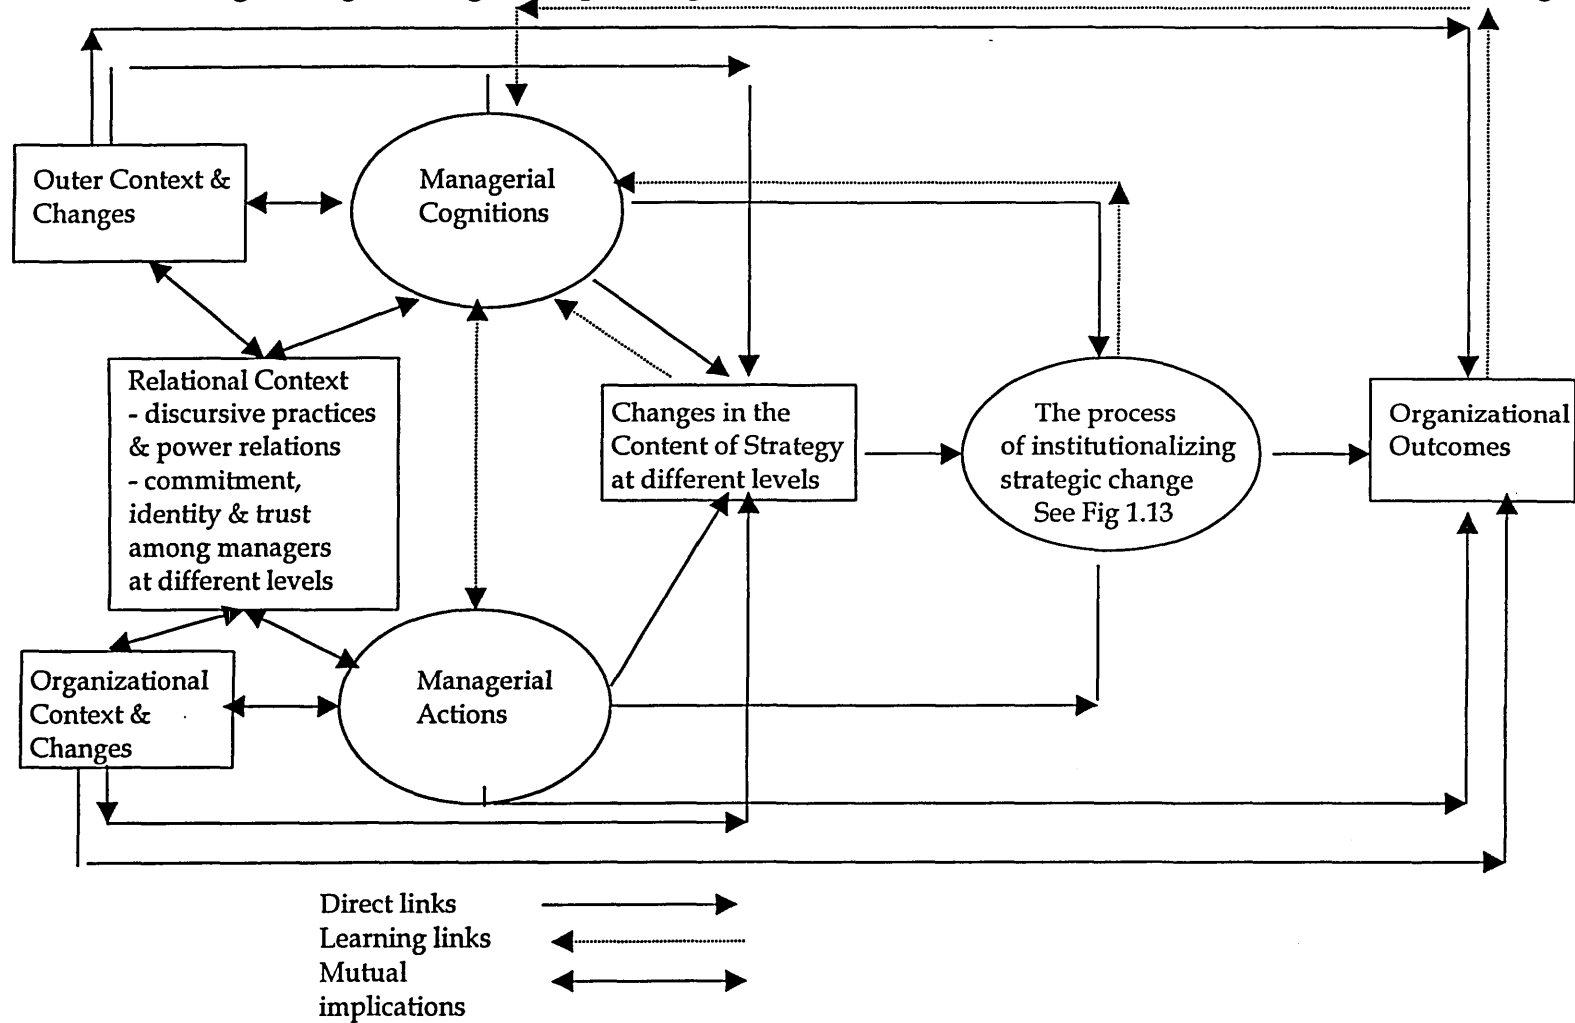 Outer Context &
Changes
Managerial
Cognitions
Relational Context
- discursive practices
& power relations
- commitment,
identity & trust
among managers
at different levels
Changes in the
Content of Strategy
at different levels
The process
of institutionalizing
strategic change
See Fig 1.13
Organizational
Outcomes
Organizational
Context &
Changes
Managerial
Actions
Direct links
Learning links
Mutual
implications